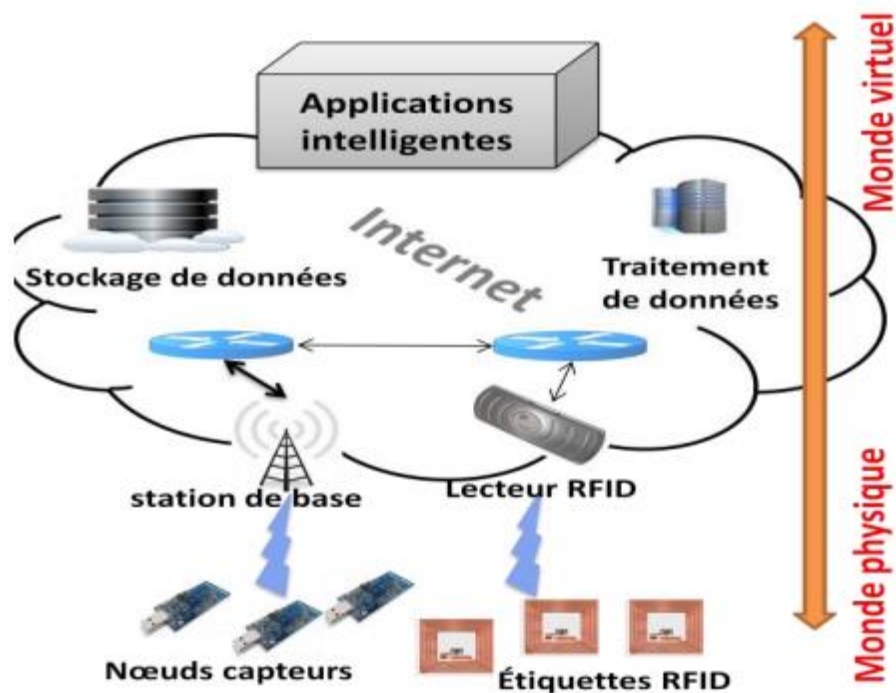 Applications
intelligentes
Monde virtuel
Internet
Stockage de données
Traitement
de données
station de base
Lecteur RFID
Monde physique
Nœuds capteurs
Étiquettes RFID